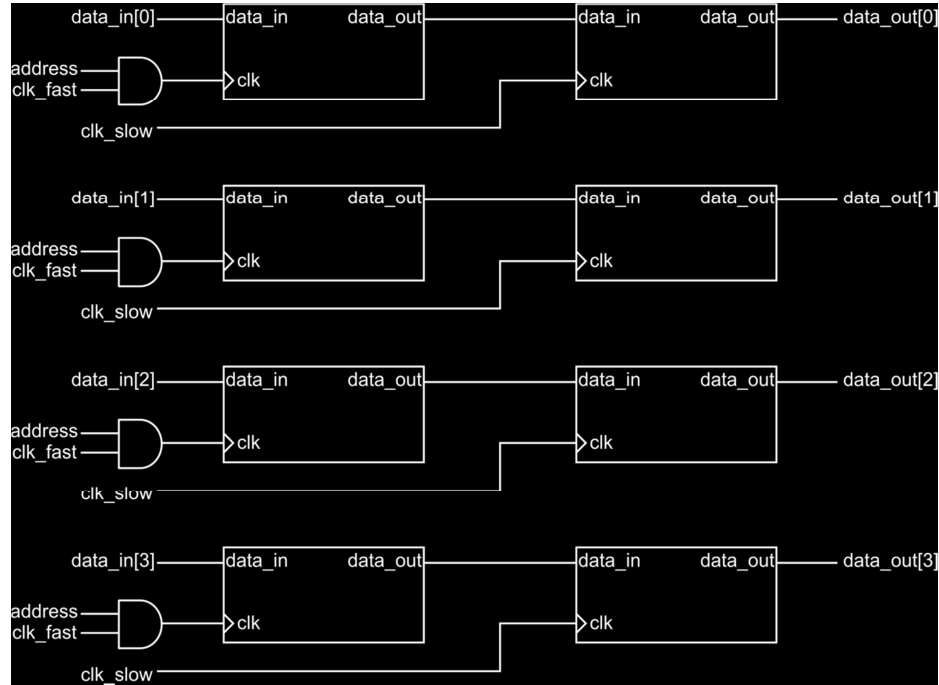 data_in[0] data_in data_out data_in data_out data_out[0]
address
clk_fast clk clk
clk_slow
data_in[1] data_in data_out data_in data_out data_out[1]
address
clk_fast clk clk
clk_slow
data_in[2] data_in data_out data_in data_out data_out[2]
address
clk_fast clk clk
clk_slow
data_in[3] data_in data_out data_in data_out data_out[3]
address
clk_fast clk clk
clk_slow